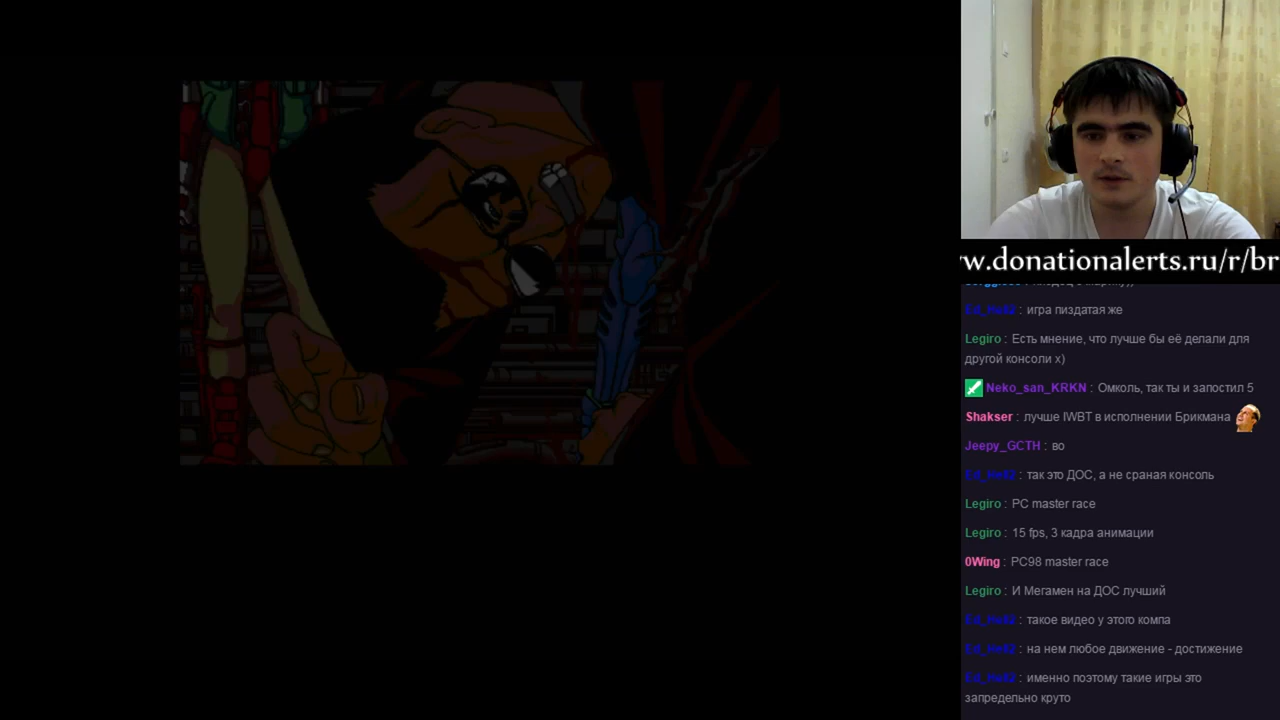 w.donationalerts.ru/r/br
Ed_Hell2 : игра пиздатая же
Legiro : Есть мнение, что лучше бы её делали для
другой консоли x)
Neko_san_KRKN : Омколь, так ты и запостил 5
Shakser : лучше IWBT в исполнении Брикмана
Jeepy_GCTH : во
так это ДОС, а не сраная консоль
Legiro : PC master race
Legiro : 15 fps, 3 кадра анимации
0Wing : PC98 master race
Legiro : И Мегамен на ДОС лучший
такое видео у этого компа
на нем любое движение - достижение
именно поэтому такие игры это
запредельно круто